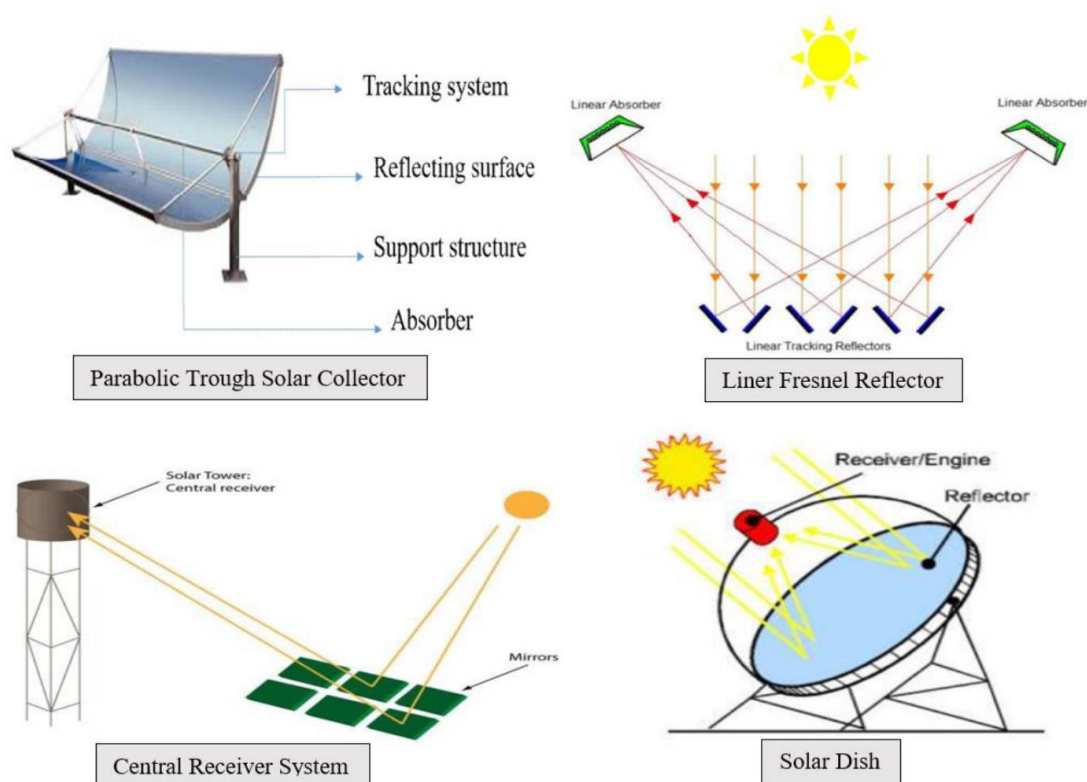 Tracking system
Reflecting surface
Support structure
Absorber
Parabolic Trough Solar Collector
Linear Absorber
Linear Absorber
Linear Tracking Reflectors
Liner Fresnel Reflector
Solar Tower:
Central receiver
Mirrors
Central Receiver System
Receiver/Engine
Reflector
Solar Dish